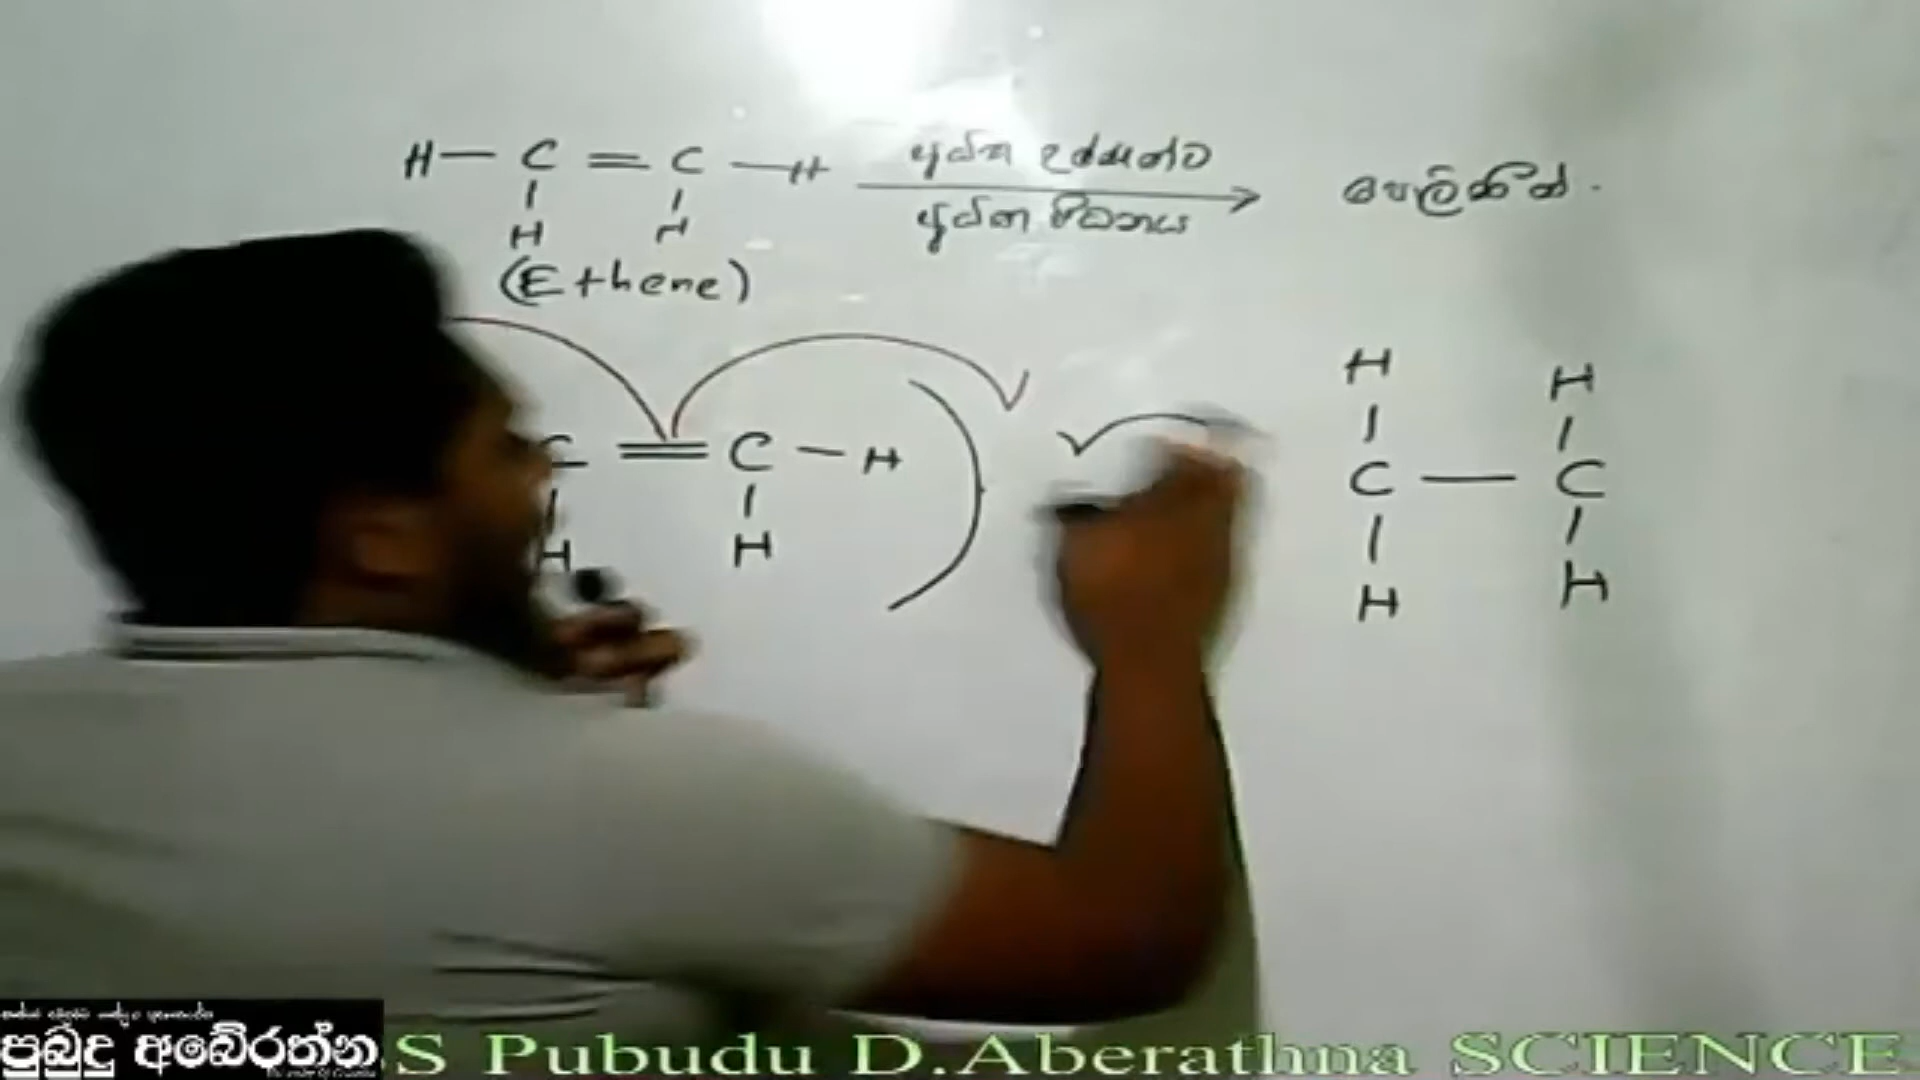 H — C = C — H
H H
(Ethene)
පොලිතීන්.
C = C — H
H H
H H
C — C
H H
පුබුදු අබේරත්න
S Pubudu D.Aberathna SCIENCE